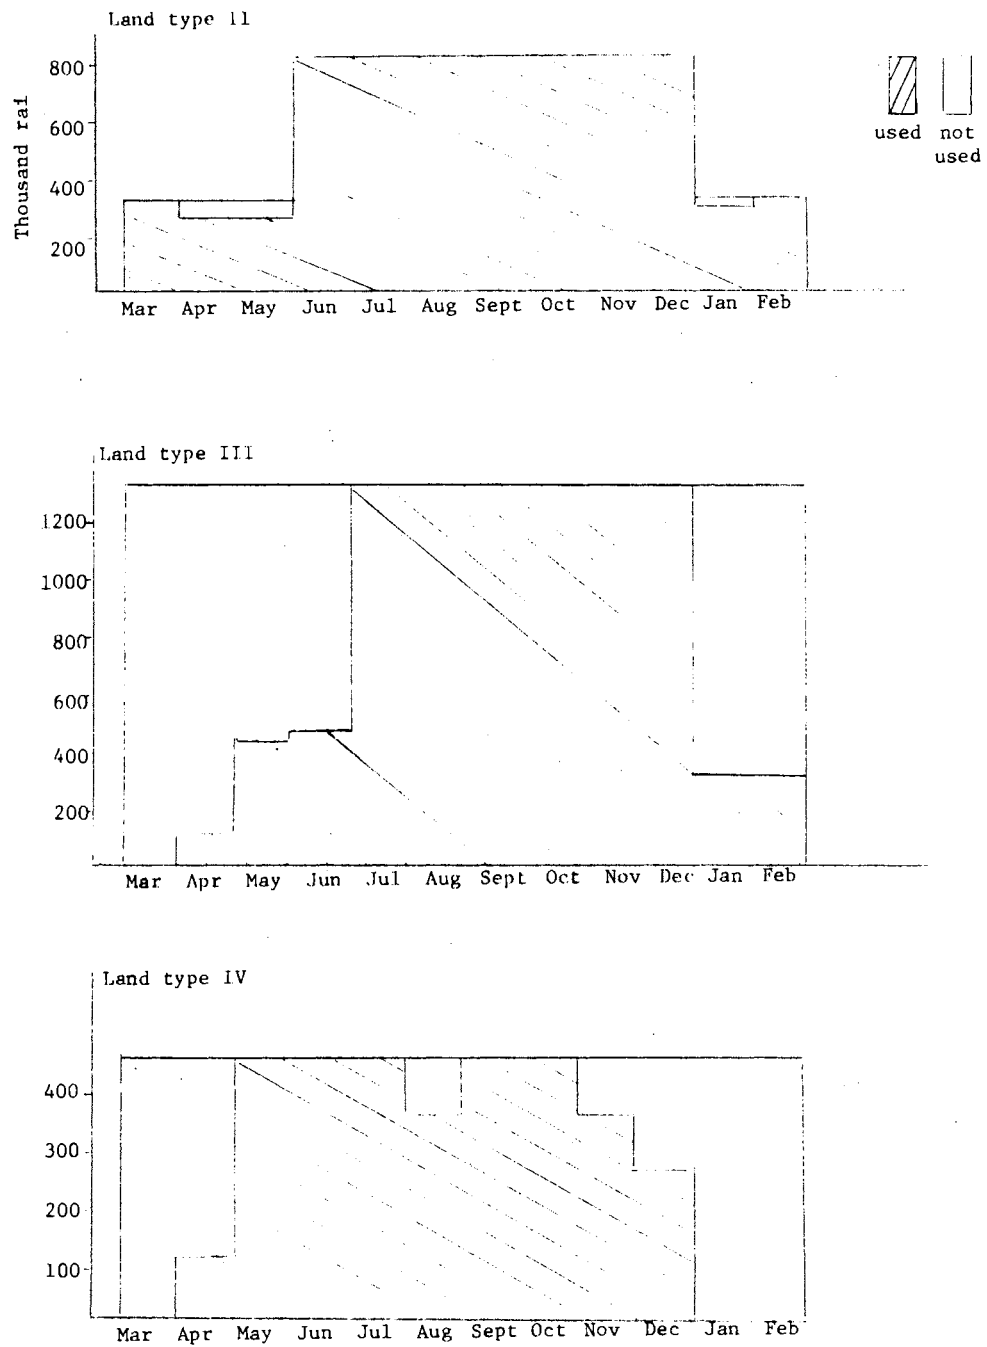 Land type II
Thousand rai
800
600
400
200
Mar Apr May Jun Jul Aug Sept Oct Nov Dec Jan Feb
used not used
Land type III
1200
1000
800
600
400
200
Mar Apr May Jun Jul Aug Sept Oct Nov Dec Jan Feb
Land type IV
400
300
200
100
Mar Apr May Jun Jul Aug Sept Oct Nov Dec Jan Feb